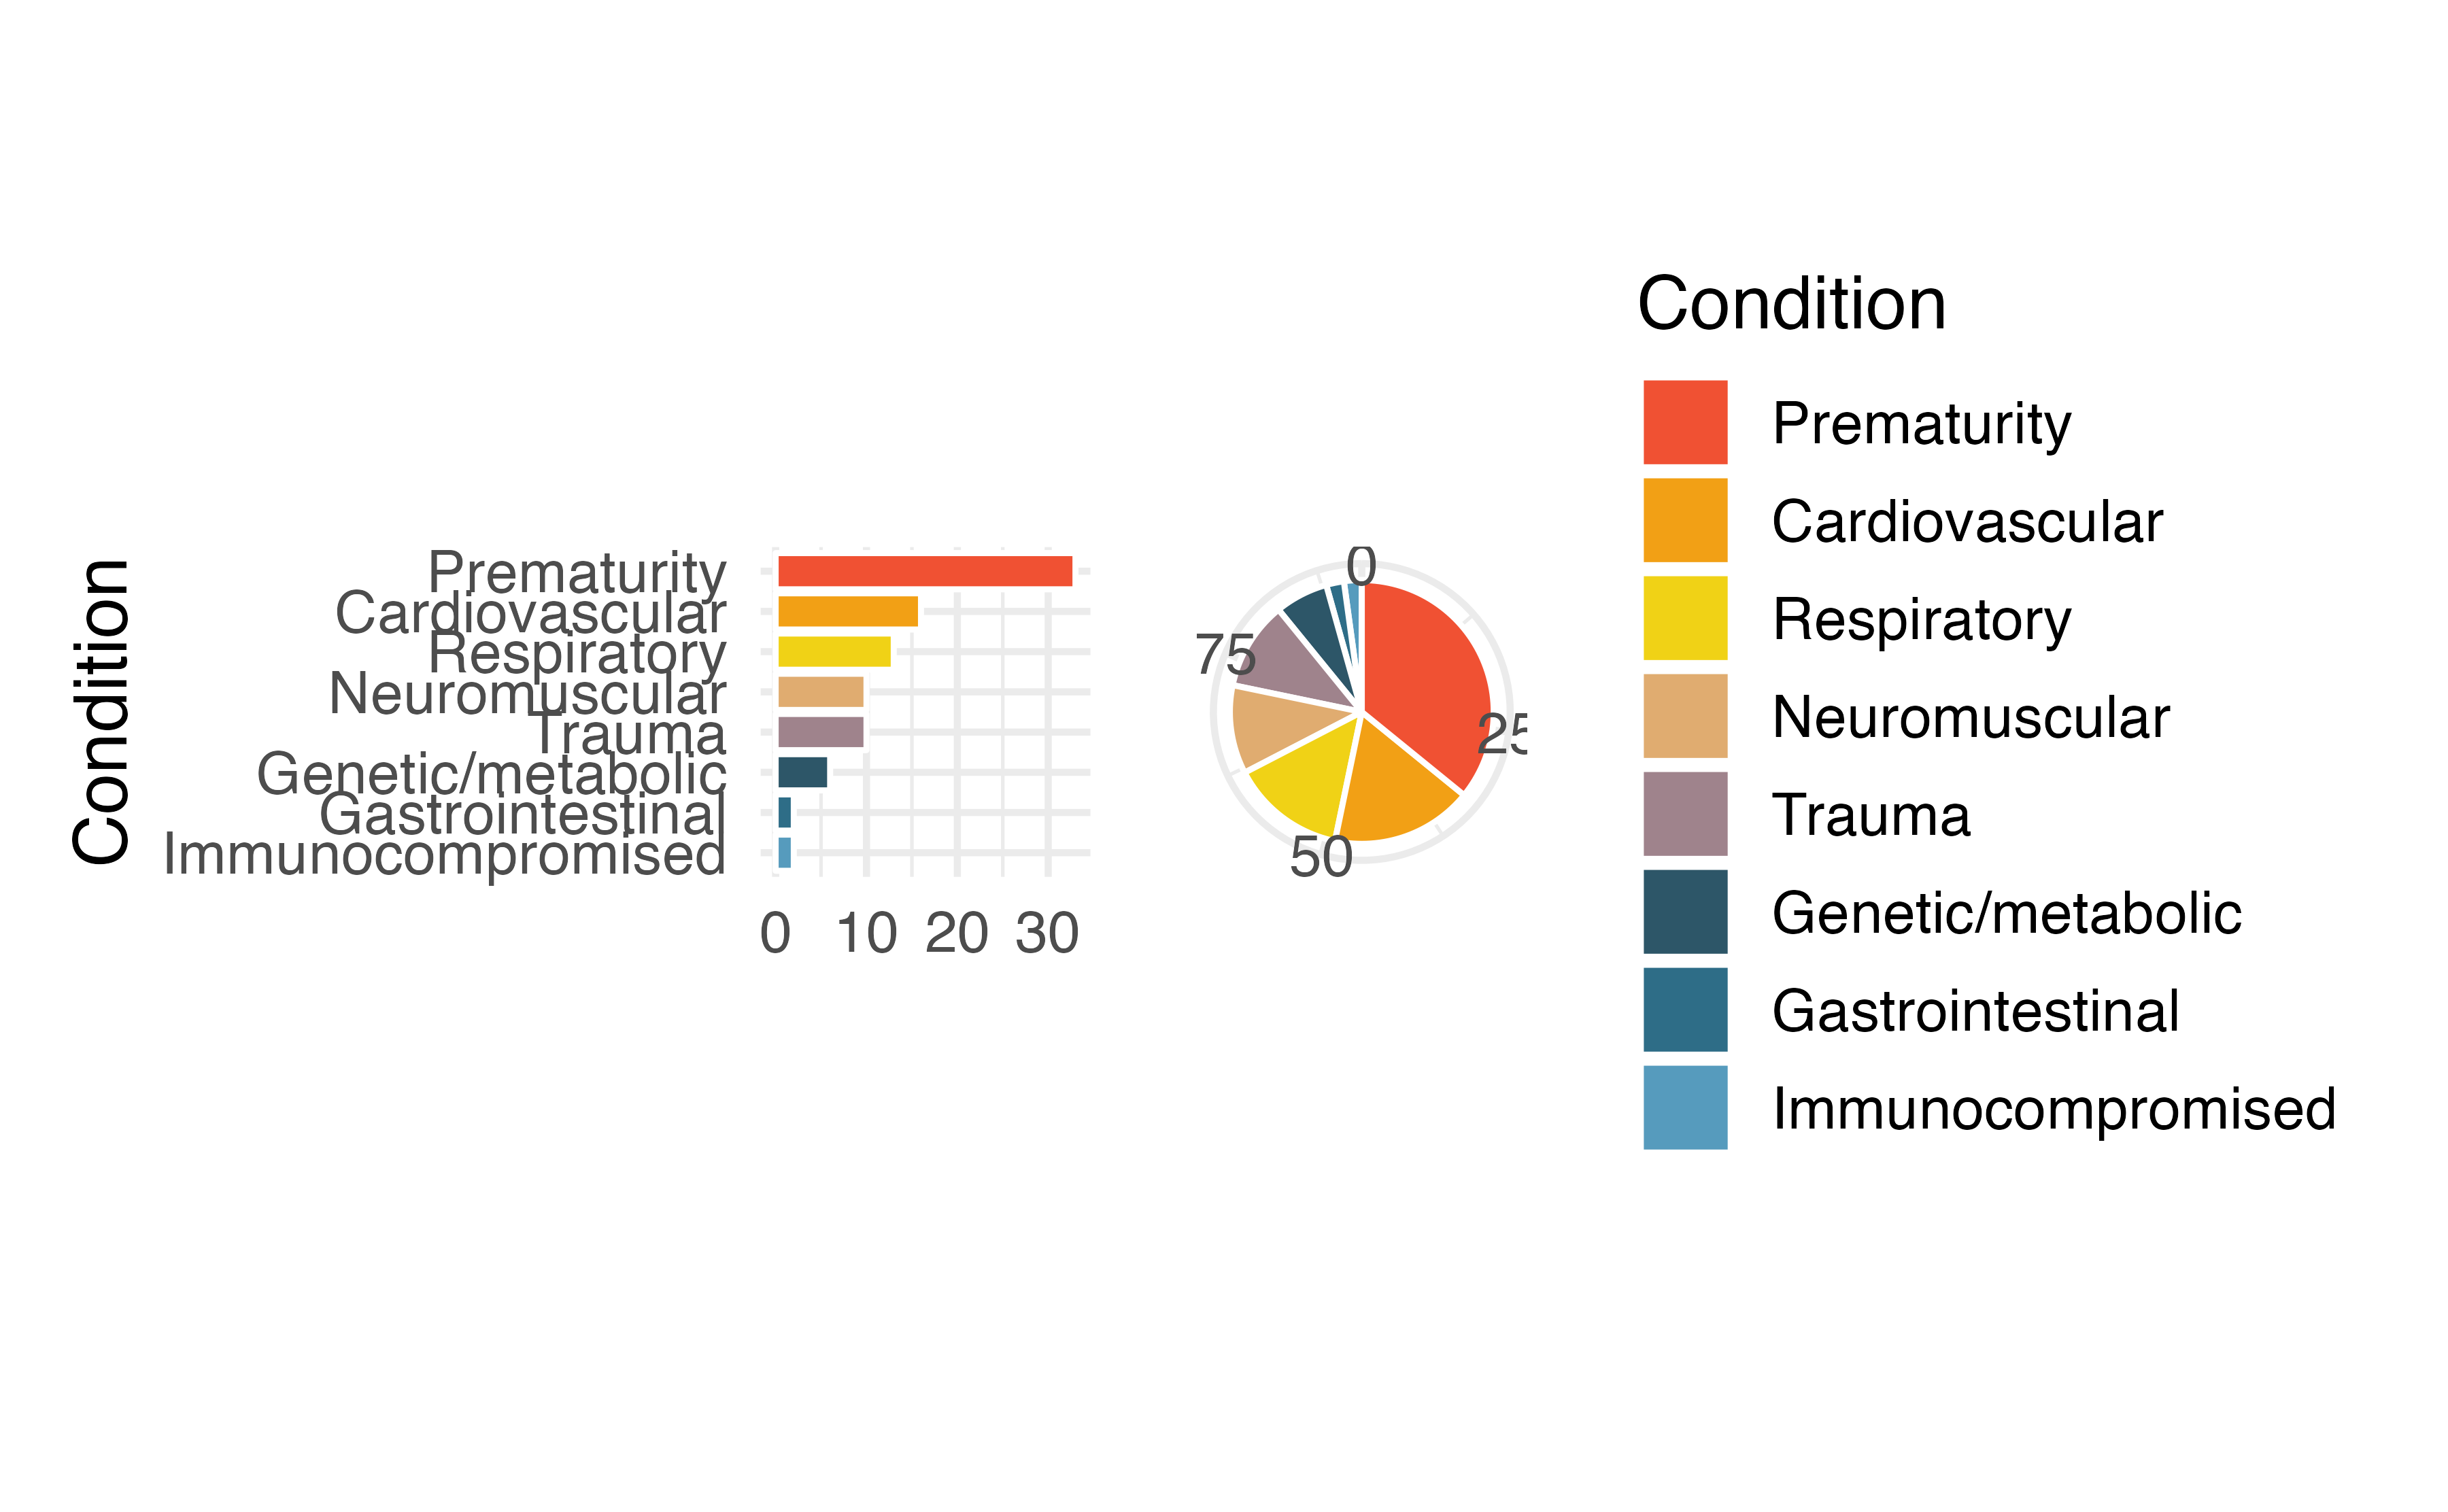 Condition
Prematurity
Cardiovascular
Respiratory
Neuromuscular
Trauma
Genetic/metabolic
Gastrointestinal
Immunocompromised
0 10 20 30
0
25
50
75
Condition
Prematurity
Cardiovascular
Respiratory
Neuromuscular
Trauma
Genetic/metabolic
Gastrointestinal
Immunocompromised